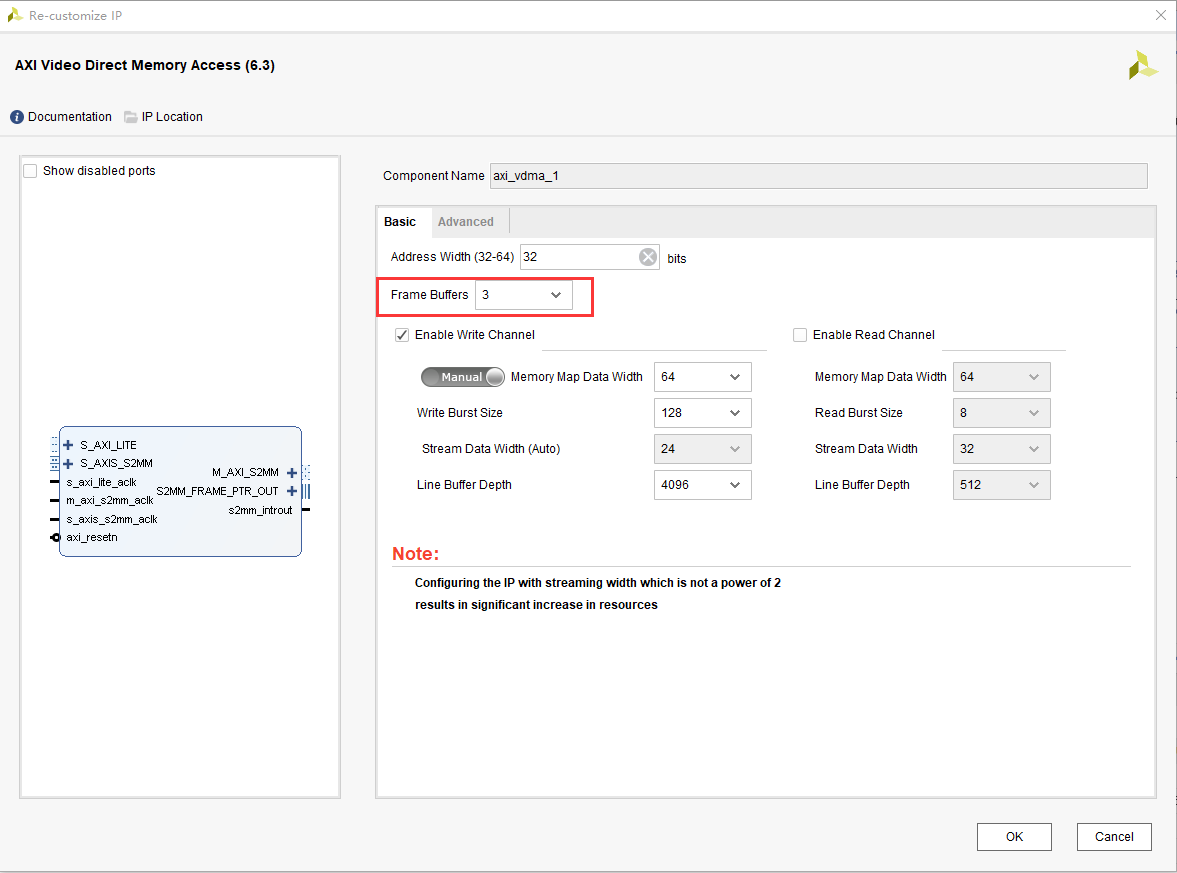 Re-customize IP
AXI Video Direct Memory Access (6.3)
i Documentation IP Location
Show disabled ports
S_AXI_LITE
S_AXIS_S2MM
s_axi_lite_aclk
m_axi_s2mm_aclk
s_axis_s2mm_aclk
axi_resetn
M_AXI_S2MM
S2MM_FRAME_PTR_OUT
s2mm_introut
Component Name axi_vdma_1
Basic Advanced
Address Width (32-64) 32 bits
Frame Buffers 3
Enable Write Channel Enable Read Channel
Manual Memory Map Data Width 64 Memory Map Data Width 64
Write Burst Size 128 Read Burst Size 8
Stream Data Width (Auto) 24 Stream Data Width 32
Line Buffer Depth 4096 Line Buffer Depth 512
Note:
Configuring the IP with streaming width which is not a power of 2
results in significant increase in resources
OK Cancel